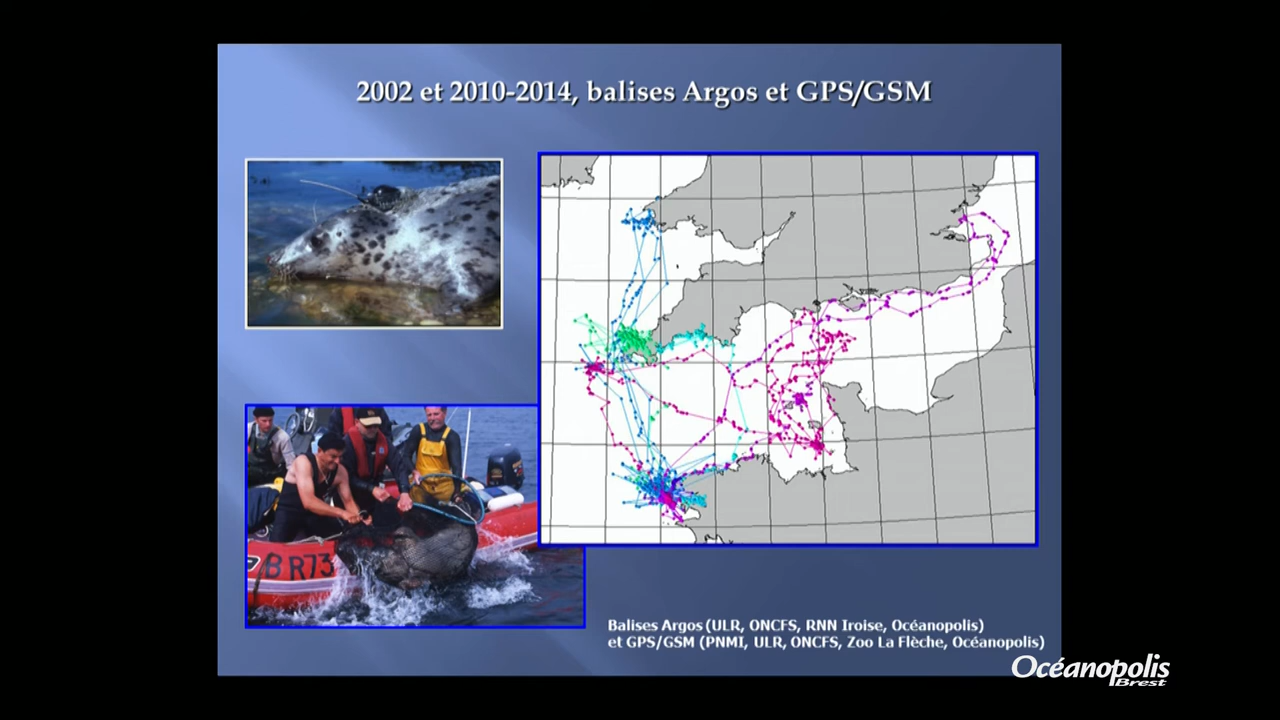 2002 et 2010-2014, balises Argos et GPS/GSM
B R73
Balises Argos (ULR, ONCFS, RNN Iroise, Océanopolis)
et GPS/GSM (PNMI, ULR, ONCFS, Zoo La Flèche, Océanopolis)
Océanopolis
Brest